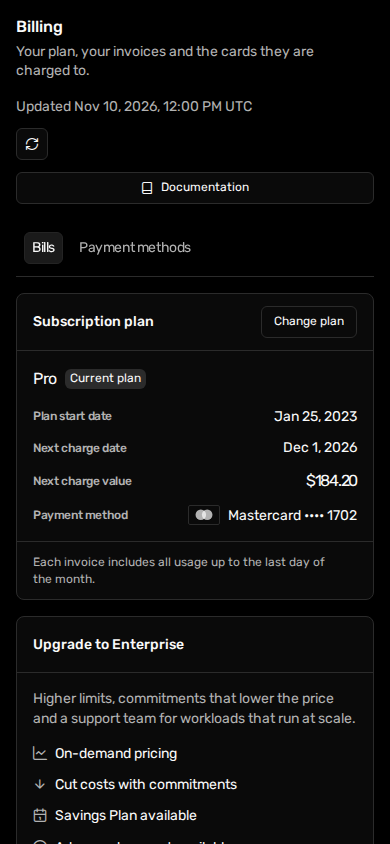 Billing
Your plan, your invoices and the cards they are
charged to.
Updated Nov 10, 2026, 12:00 PM UTC
Documentation
Bills
Payment methods
Subscription plan
Change plan
Pro
Current plan
Plan start date
Jan 25, 2023
Next charge date
Dec 1, 2026
Next charge value
$184.20
Payment method
Mastercard •••• 1702
Each invoice includes all usage up to the last day of
the month.
Upgrade to Enterprise
Higher limits, commitments that lower the price
and a support team for workloads that run at scale.
On-demand pricing
Cut costs with commitments
Savings Plan available